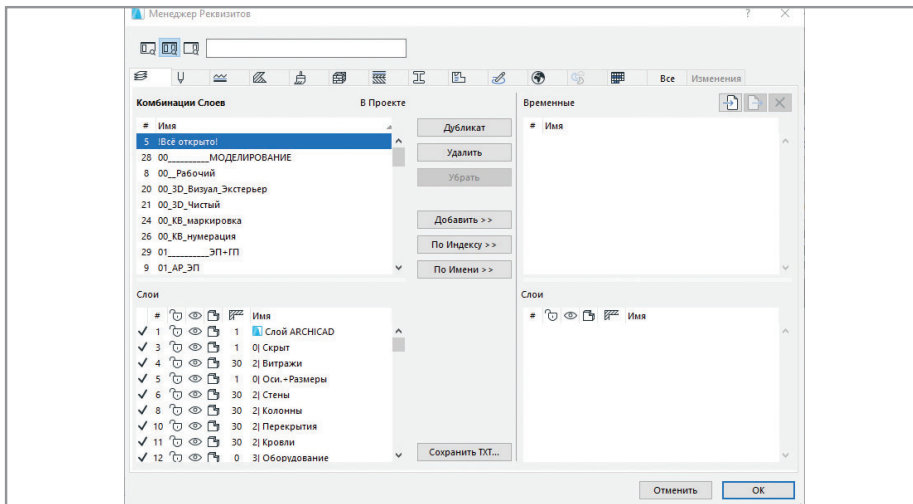 Менеджер Реквизитов ?
Все Изменения
Комбинации Слоев В Проекте Временные
# Имя # Имя
5 !Всё открыто!
28 00_________МОДЕЛИРОВАНИЕ
8 00__Рабочий
20 00_3D_Визуал_Экстерьер
21 00_3D_Чистый
24 00_КВ_маркировка
26 00_КВ_нумерация
29 01_________ЭП+ГП
9 01_АР_ЭП
Дубликат
Удалить
Убрать
Добавить >>
По Индексу >>
По Имени >>
Слои Слои
# Имя # Имя
1 1 Слой ARCHICAD
3 1 0| Скрыт
4 30 2| Витражи
5 1 0| Оси.+Размеры
6 30 2| Стены
8 30 2| Колонны
10 30 2| Перекрытия
11 30 2| Кровли
12 0 3| Оборудование
Сохранить TXT...
Отменить OK